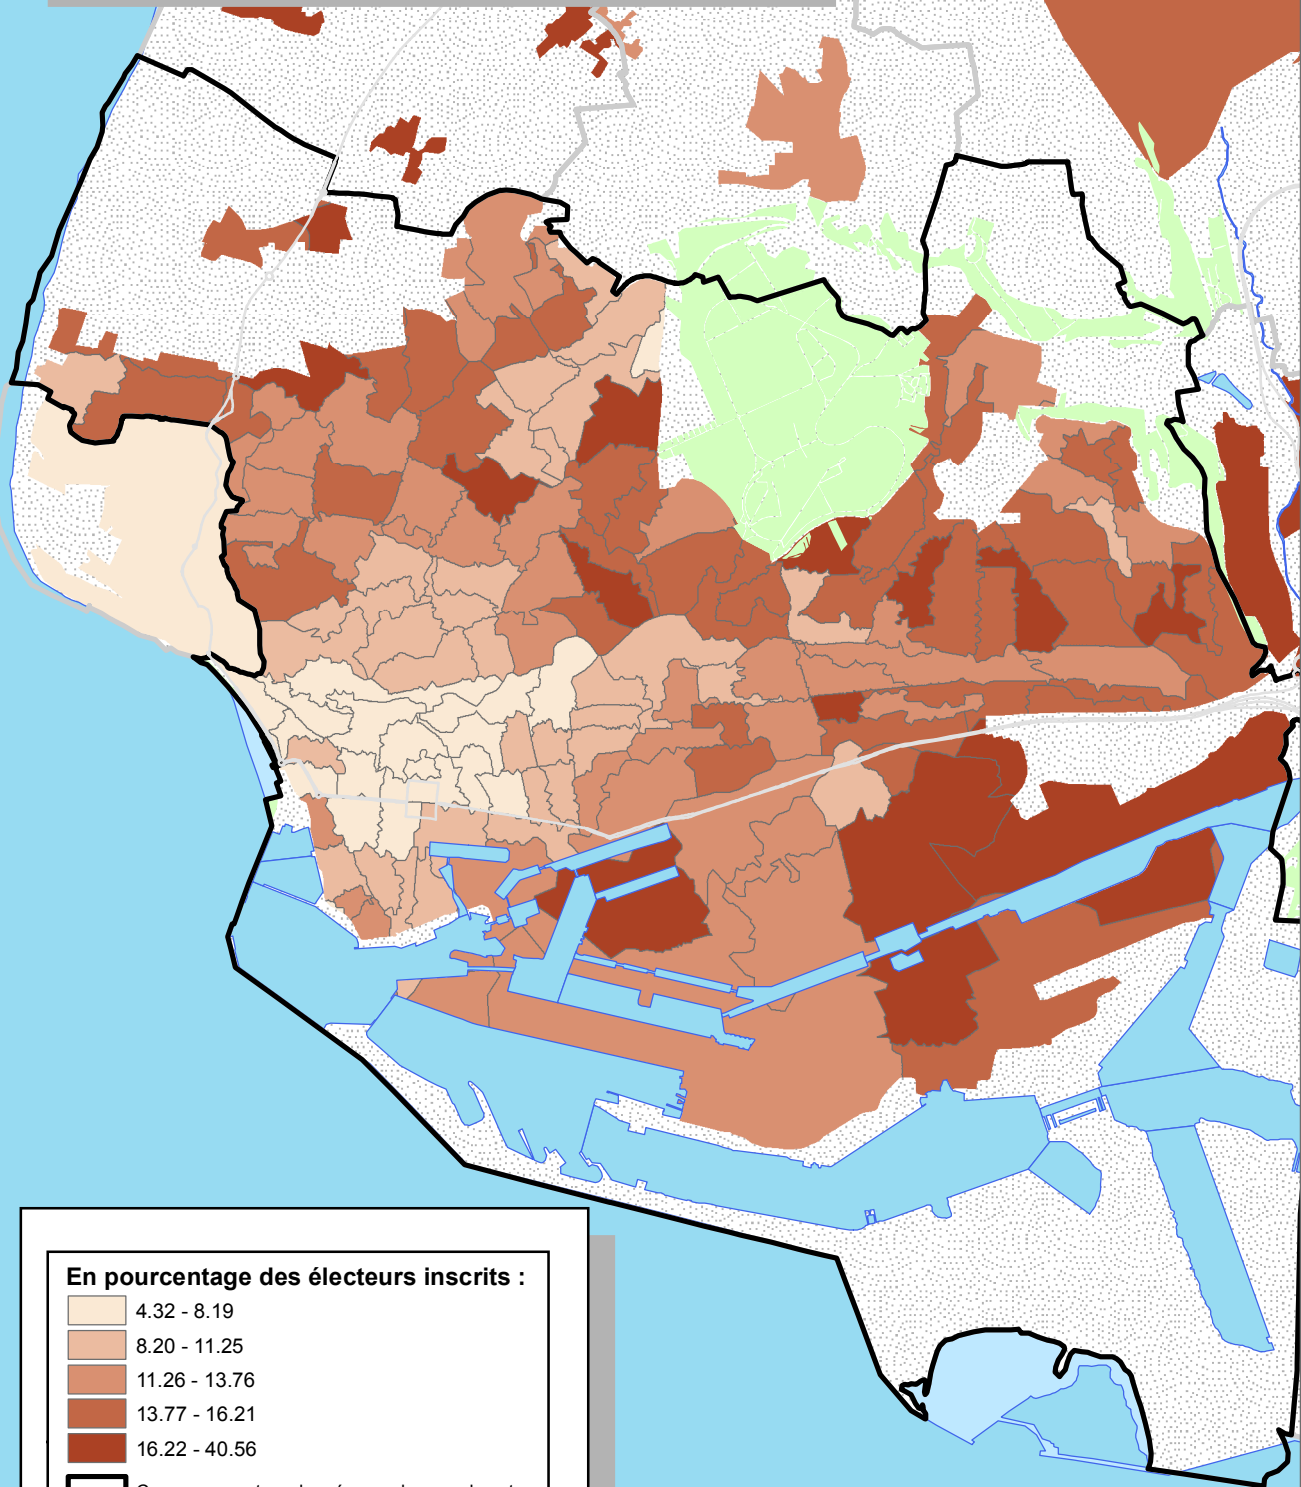 En pourcentage des électeurs inscrits :
4.32 - 8.19
8.20 - 11.25
11.26 - 13.76
13.77 - 16.21
16.22 - 40.56